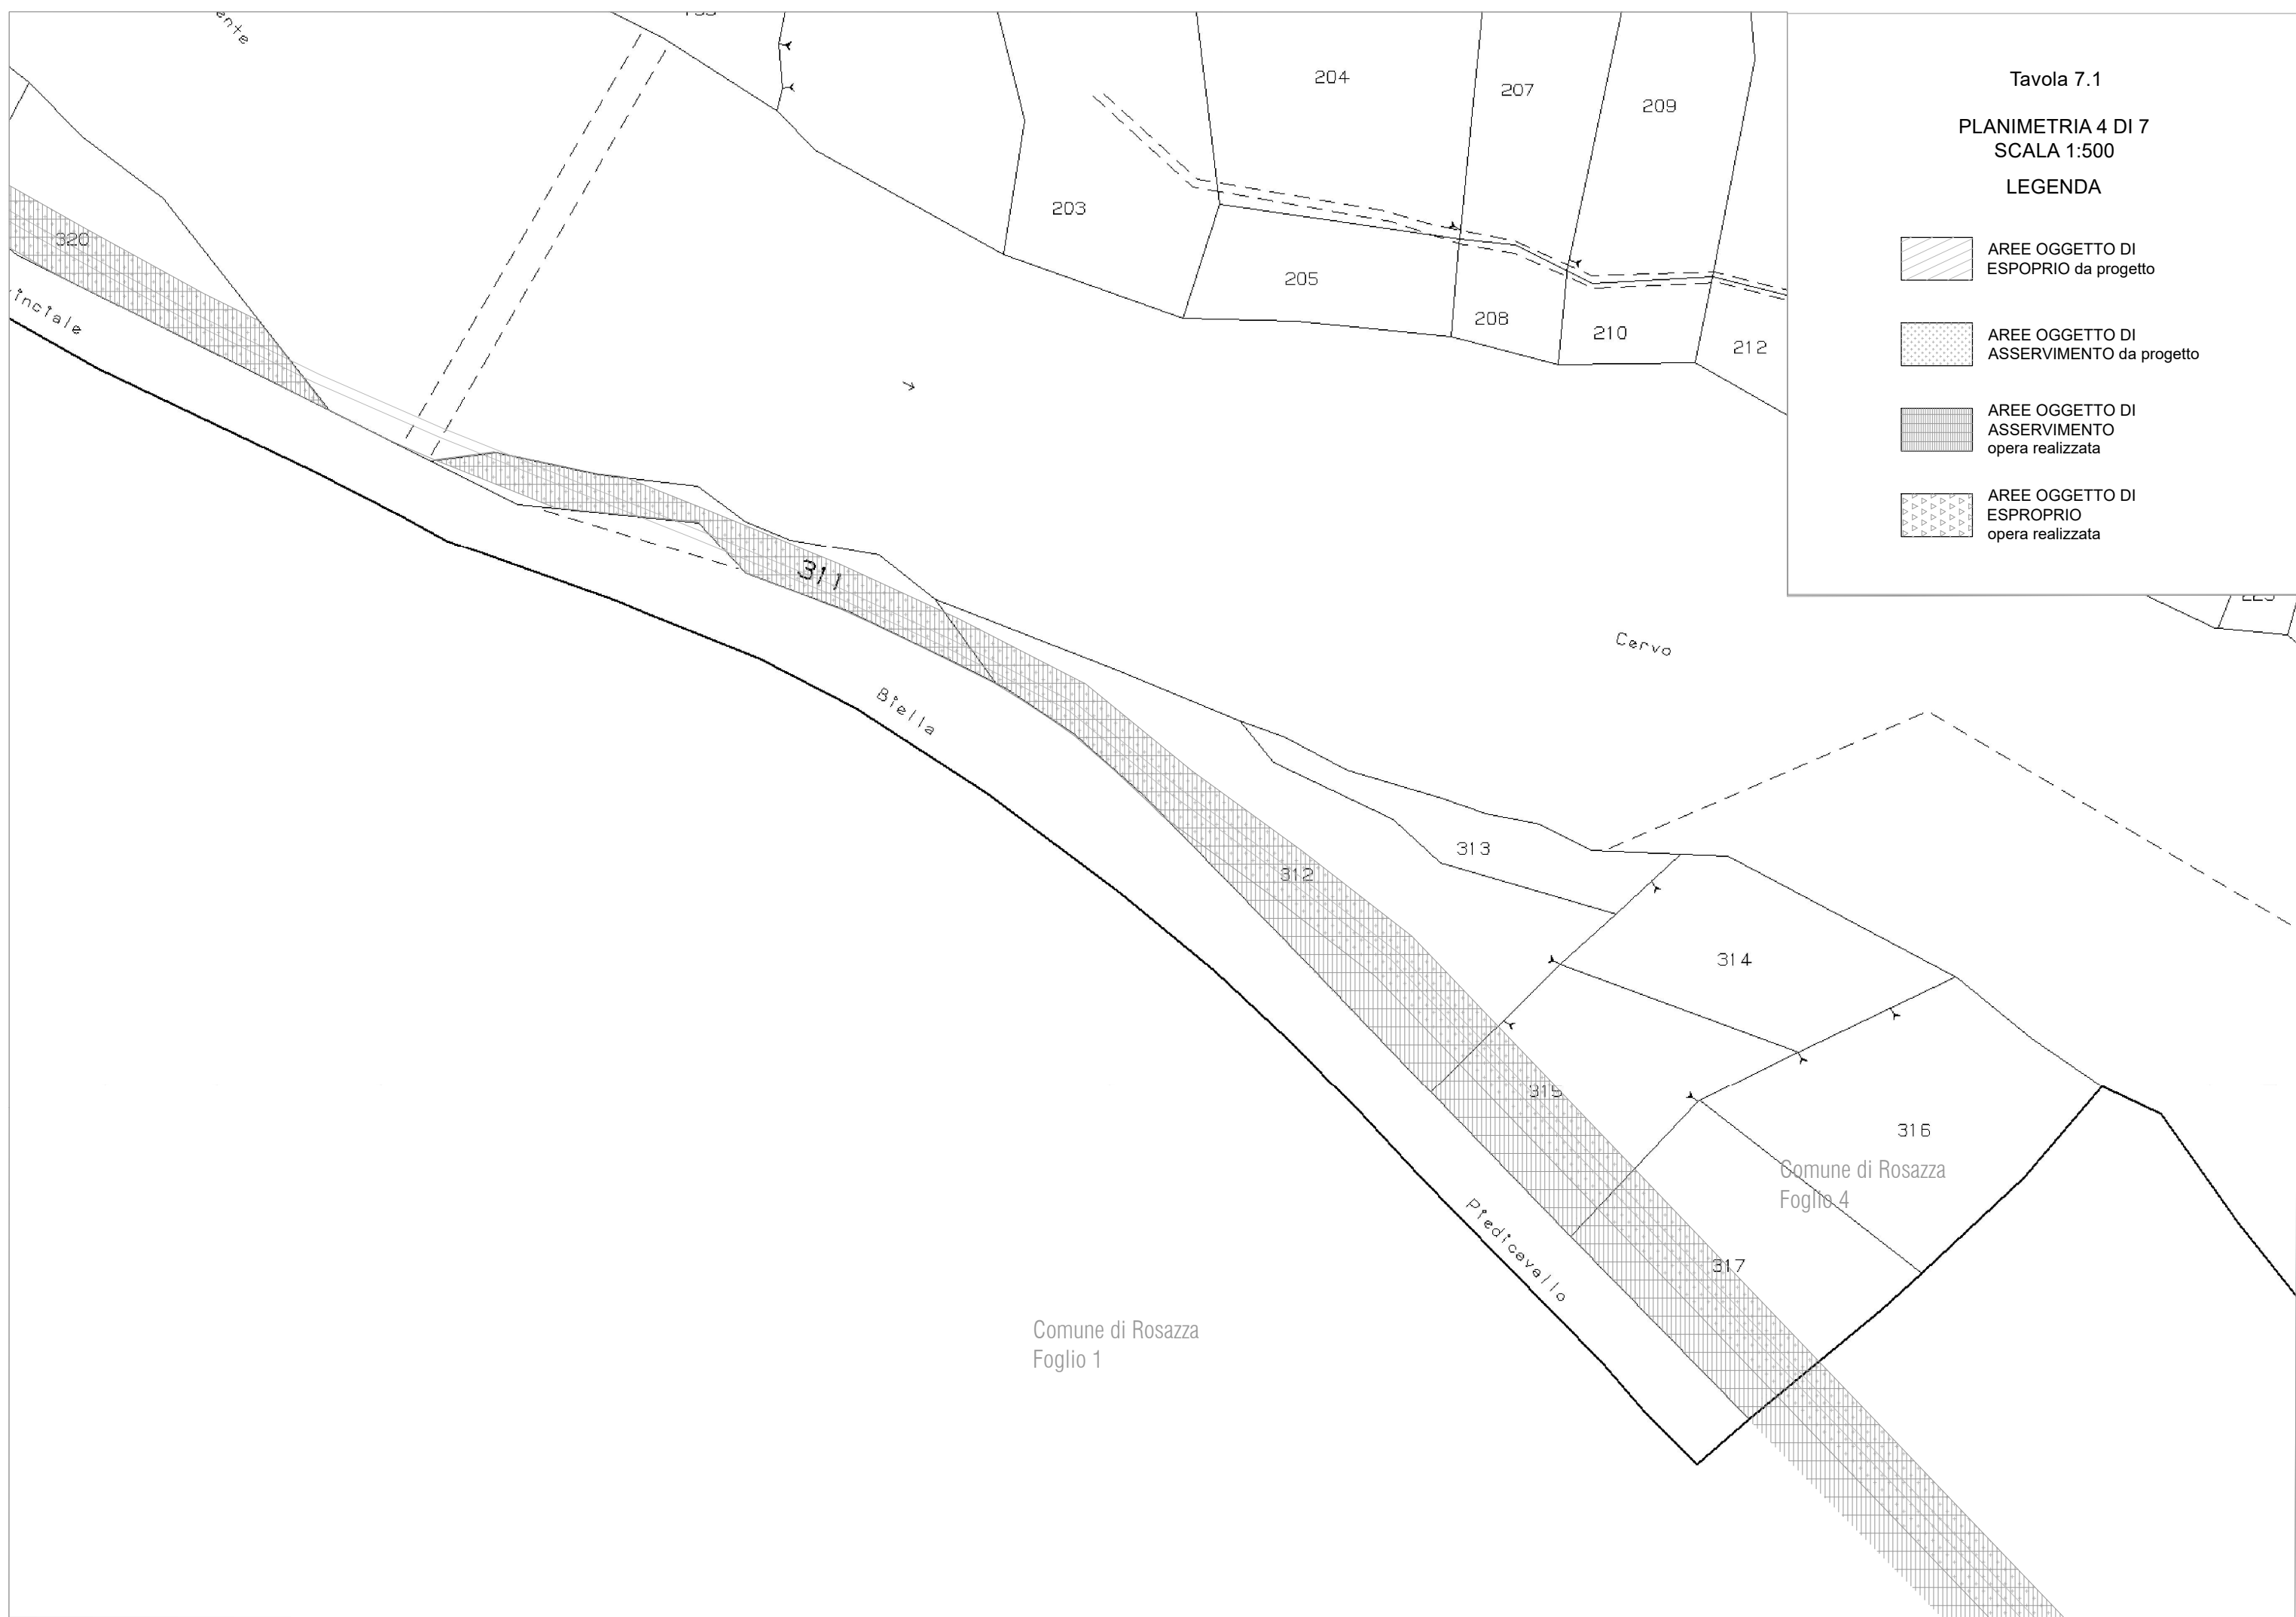 Tavola 7.1
PLANIMETRIA 4 DI 7
SCALA 1:500
LEGENDA
AREE OGGETTO DI
ESPOPRIO da progetto
AREE OGGETTO DI
ASSERVIMENTO da progetto
AREE OGGETTO DI
ASSERVIMENTO
opera realizzata
AREE OGGETTO DI
ESPROPRIO
opera realizzata
204
207
209
203
205
208
210
212
320
311
Cervo
Biella
313
312
314
315
316
Comune di Rosazza
Foglio 4
317
Piedicavallo
Comune di Rosazza
Foglio 1